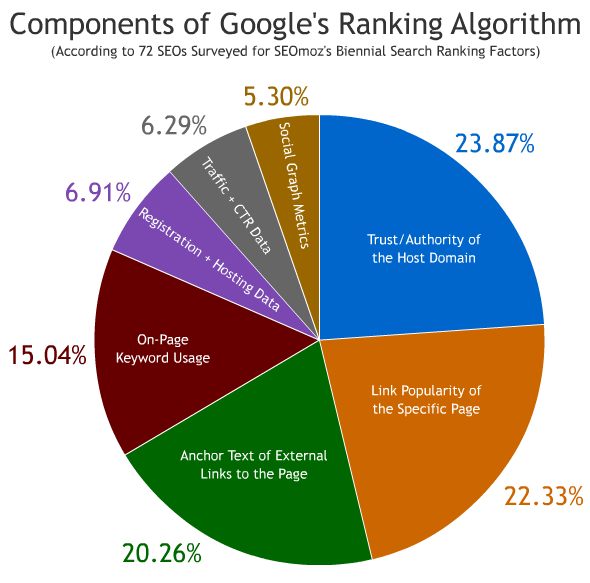 Components of Google's Ranking Algorithm
(According to 72 SEOs Surveyed for SEOmoz's Biennial Search Ranking Factors)
5.30%
6.29%
23.87%
6.91%
Social Graph Metrics
Traffic + CTR Data
Registration + Hosting Data
Trust/Authority of
the Host Domain
On-Page
Keyword Usage
15.04%
Link Popularity of
the Specific Page
Anchor Text of External
Links to the Page
22.33%
20.26%